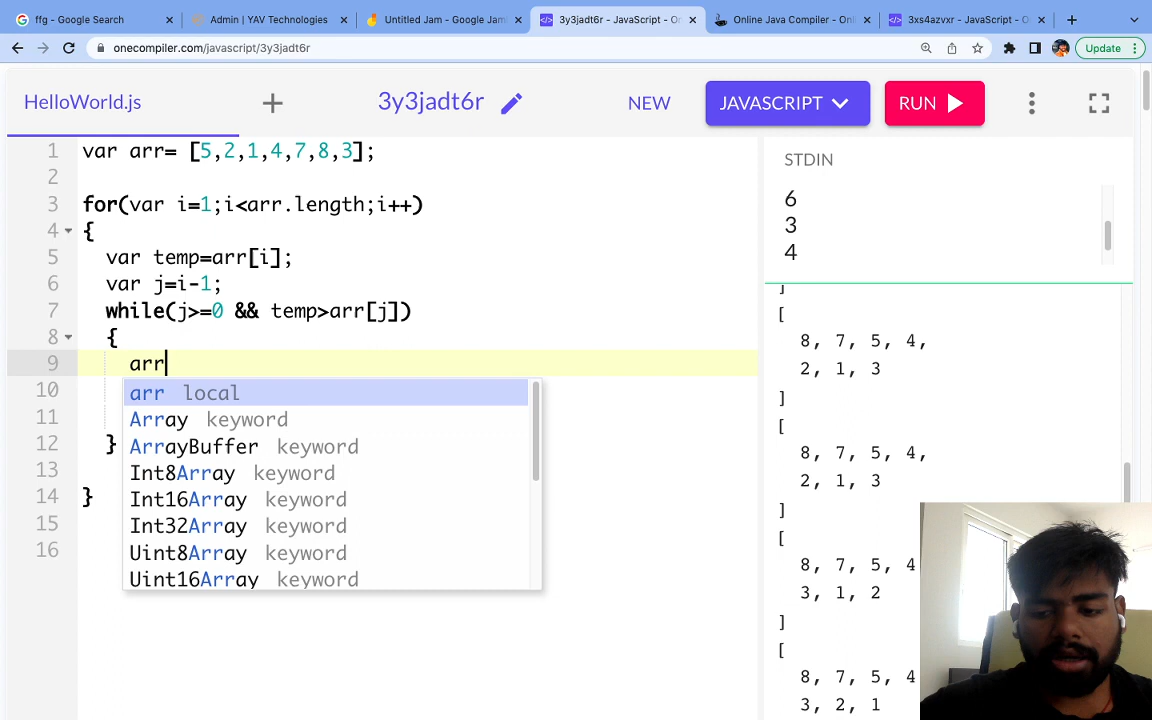 ffg - Google Search
Admin | YAV Technologies
Untitled Jam - Google Jam
3y3jadt6r - JavaScript - On
Online Java Compiler - Onl
3xs4azvxr - JavaScript - O
onecompiler.com/javascript/3y3jadt6r
Update
HelloWorld.js
3y3jadt6r
NEW
JAVASCRIPT
RUN
1 var arr= [5,2,1,4,7,8,3];
2
3 for(var i=1;i<arr.length;i++)
4 {
5 var temp=arr[i];
6 var j=i-1;
7 while(j>=0 && temp>arr[j])
8 {
9 arr
10
11
12 }
13
14 }
15
16
arr local
Array keyword
ArrayBuffer keyword
Int8Array keyword
Int16Array keyword
Int32Array keyword
Uint8Array keyword
Uint16Array keyword
STDIN
6
3
4
]
[
8, 7, 5, 4,
2, 1, 3
]
[
8, 7, 5, 4,
2, 1, 3
]
[
8, 7, 5, 4
3, 1, 2
]
[
8, 7, 5, 4
3, 2, 1